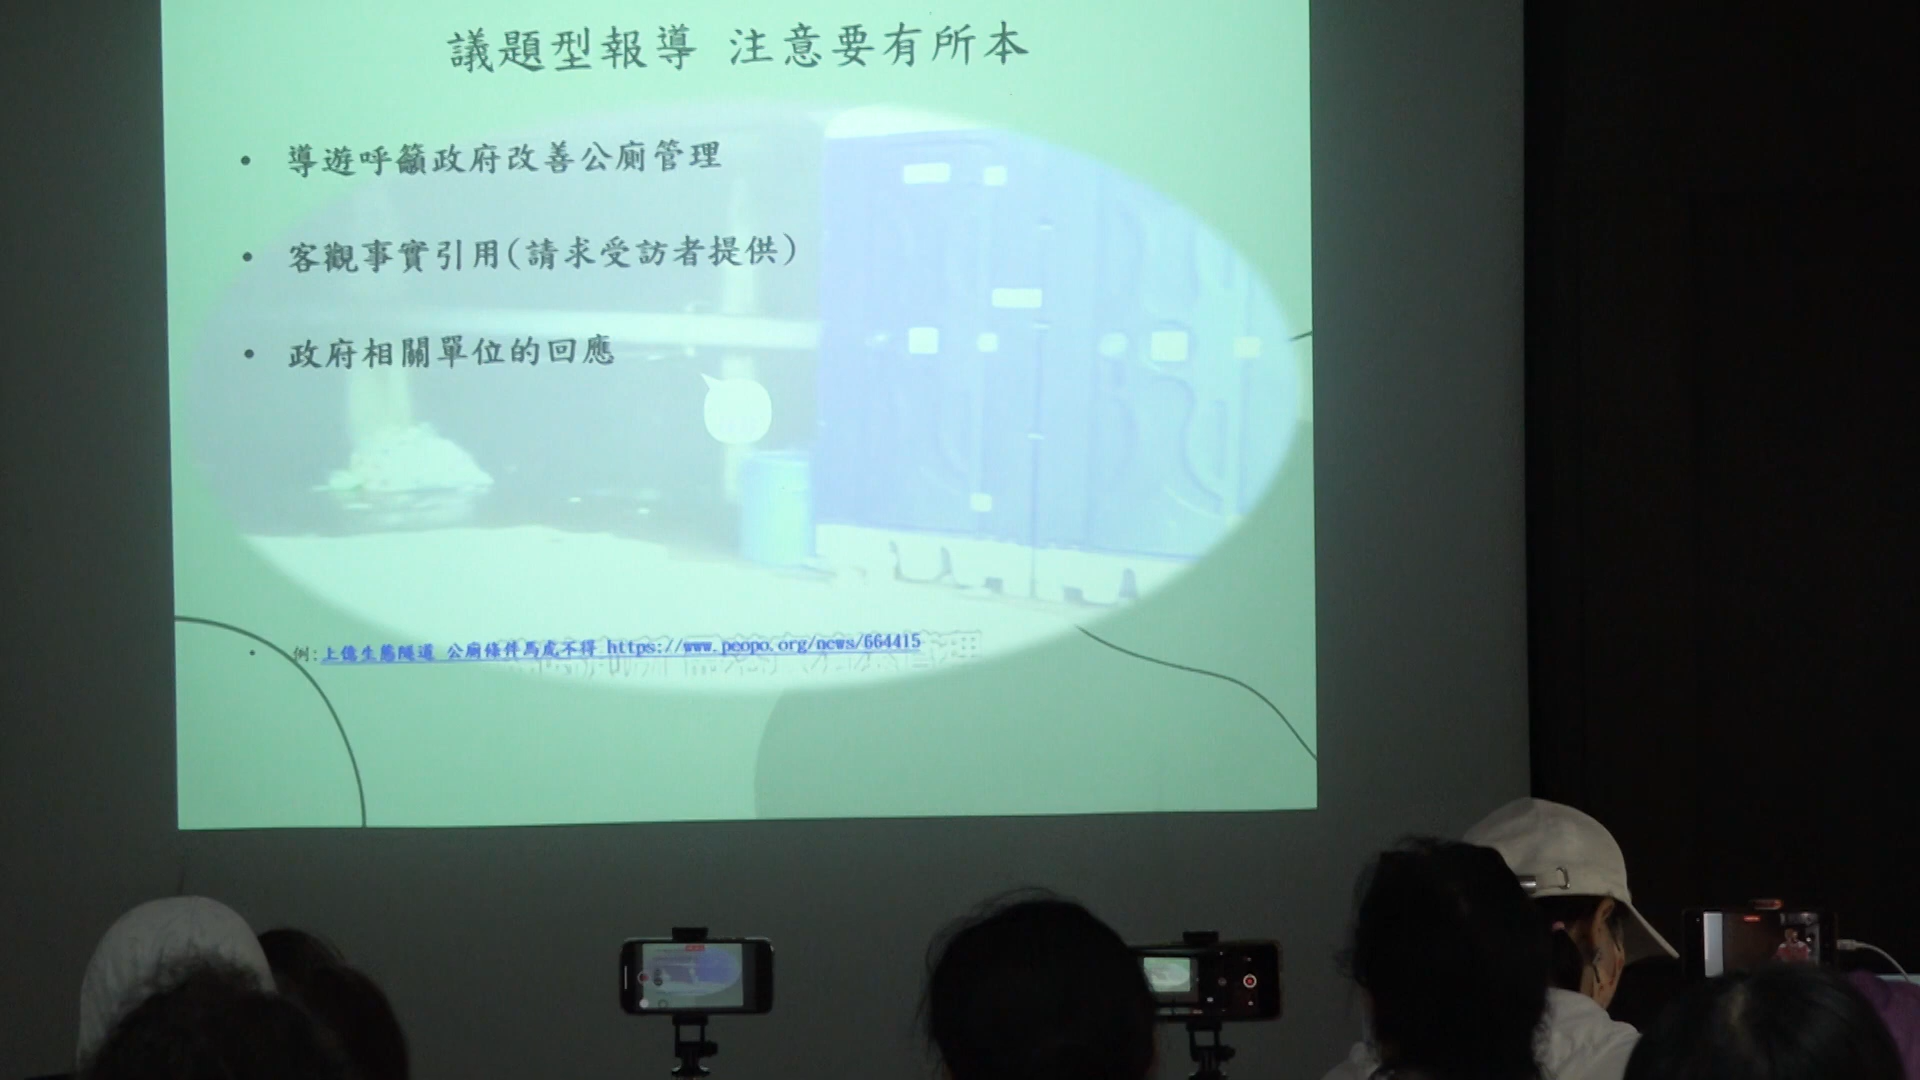 議題型報導 注意要有所本
• 導遊呼籲政府改善公廁管理
• 客觀事實引用(請求受訪者提供)
• 政府相關單位的回應
• 例:上億生態隧道 公廁條件馬虎不得 https://www.peopo.org/news/664415